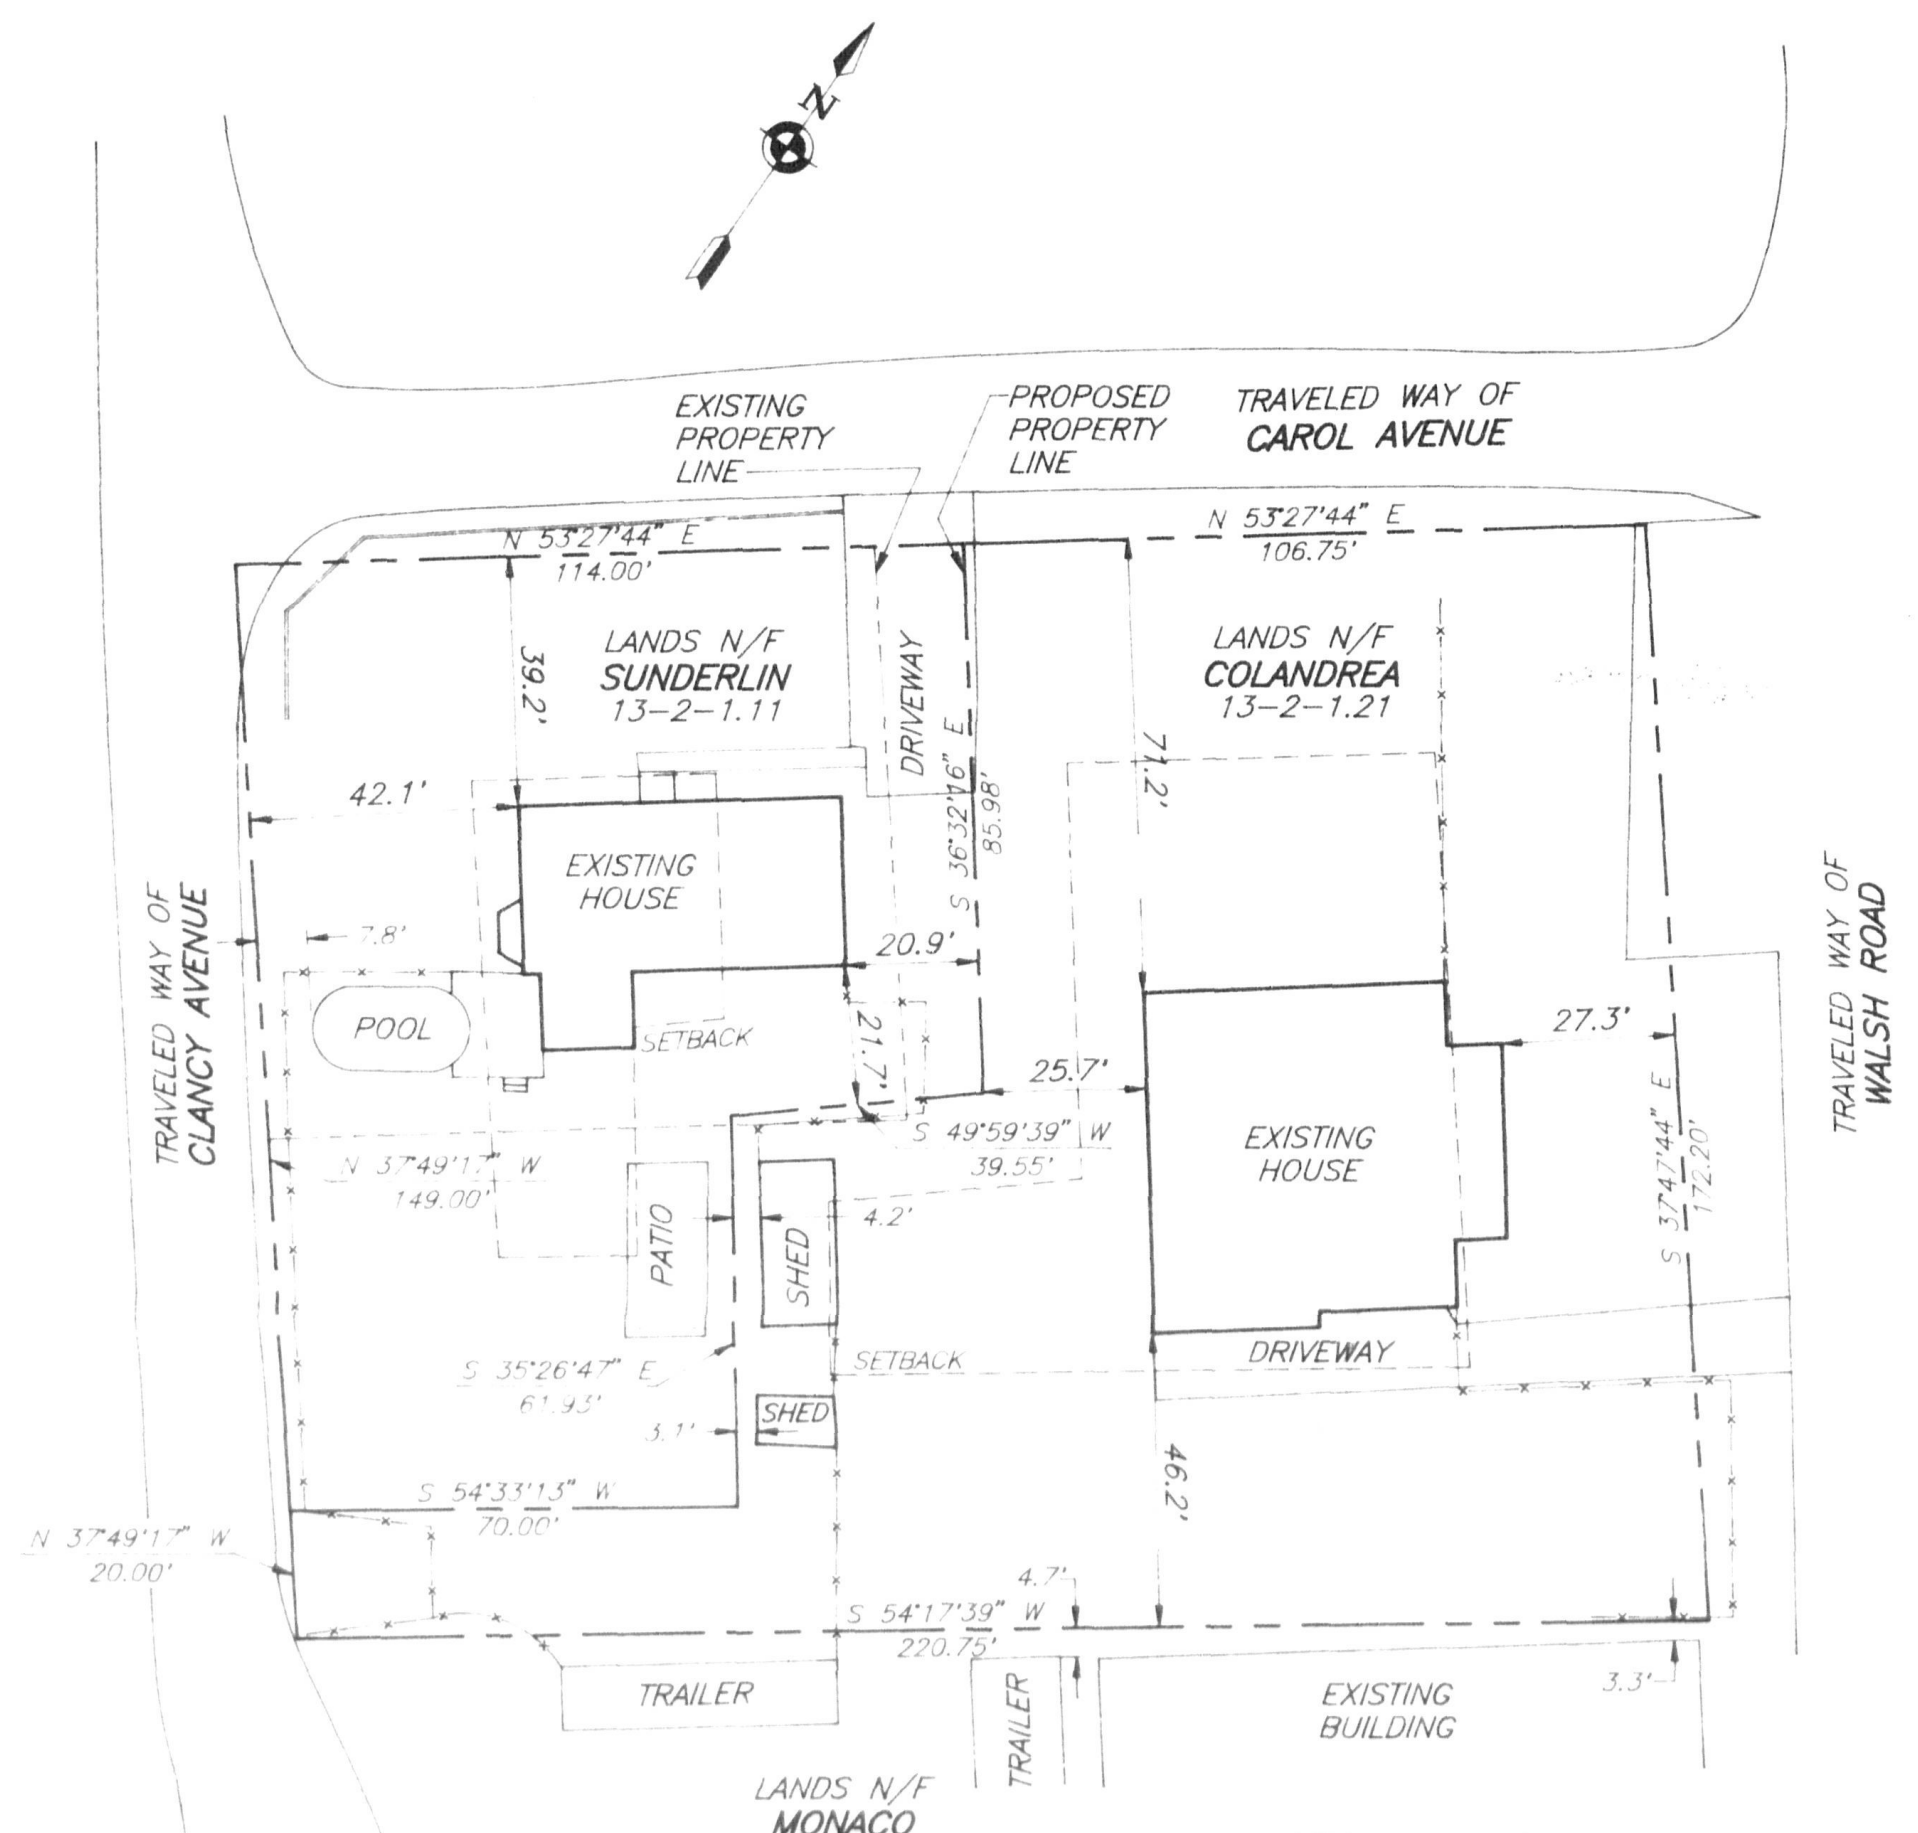 N
EXISTING
PROPERTY
LINE
PROPOSED
PROPERTY
LINE
TRAVELED WAY OF
CAROL AVENUE
N 53°27'44" E
114.00'
N 53°27'44" E
106.75'
LANDS N/F
SUNDERLIN
13-2-1.11
39.2'
DRIVEWAY
LANDS N/F
COLANDREA
13-2-1.21
S 36°32'16" E
85.98'
71.2'
42.1'
EXISTING
HOUSE
TRAVELED WAY OF
CLANCY AVENUE
7.8'
20.9'
POOL
SETBACK
21.7'
25.7'
27.3'
TRAVELED WAY OF
WALSH ROAD
S 49°59'39" W
39.55'
EXISTING
HOUSE
S 37°47'44" E
172.20'
N 37°49'17" W
149.00'
PATIO
SHED
4.2'
S 35°26'47" E
61.93'
SETBACK
DRIVEWAY
SHED
3.1'
46.2'
S 54°33'13" W
70.00'
N 37°49'17" W
20.00'
4.7'
S 54°17'39" W
220.75'
TRAILER
TRAILER
EXISTING
BUILDING
3.3'
LANDS N/F
MONACO